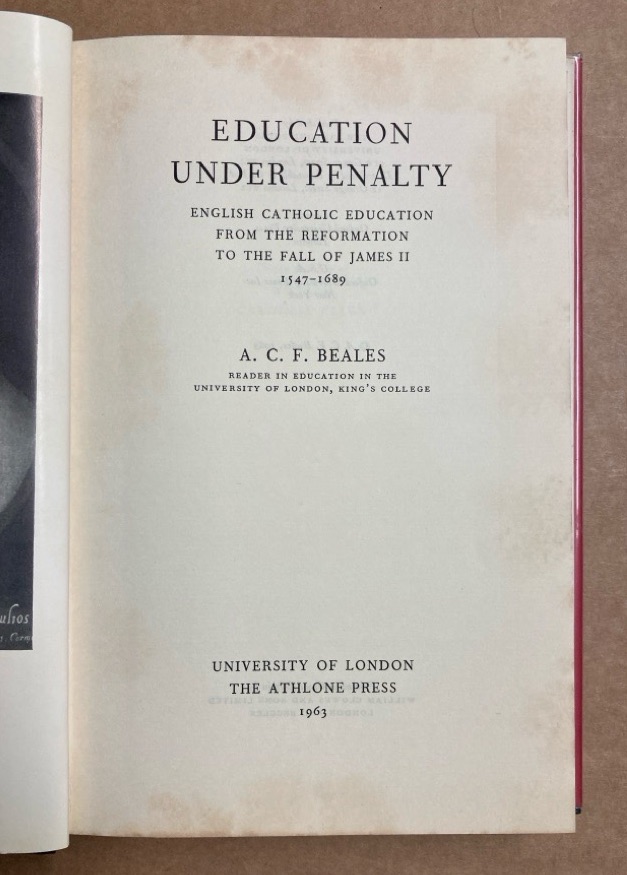 EDUCATION
UNDER PENALTY
ENGLISH CATHOLIC EDUCATION
FROM THE REFORMATION
TO THE FALL OF JAMES II
1547–1689
A. C. F. BEALES
READER IN EDUCATION IN THE
UNIVERSITY OF LONDON, KING'S COLLEGE
UNIVERSITY OF LONDON
THE ATHLONE PRESS
1963